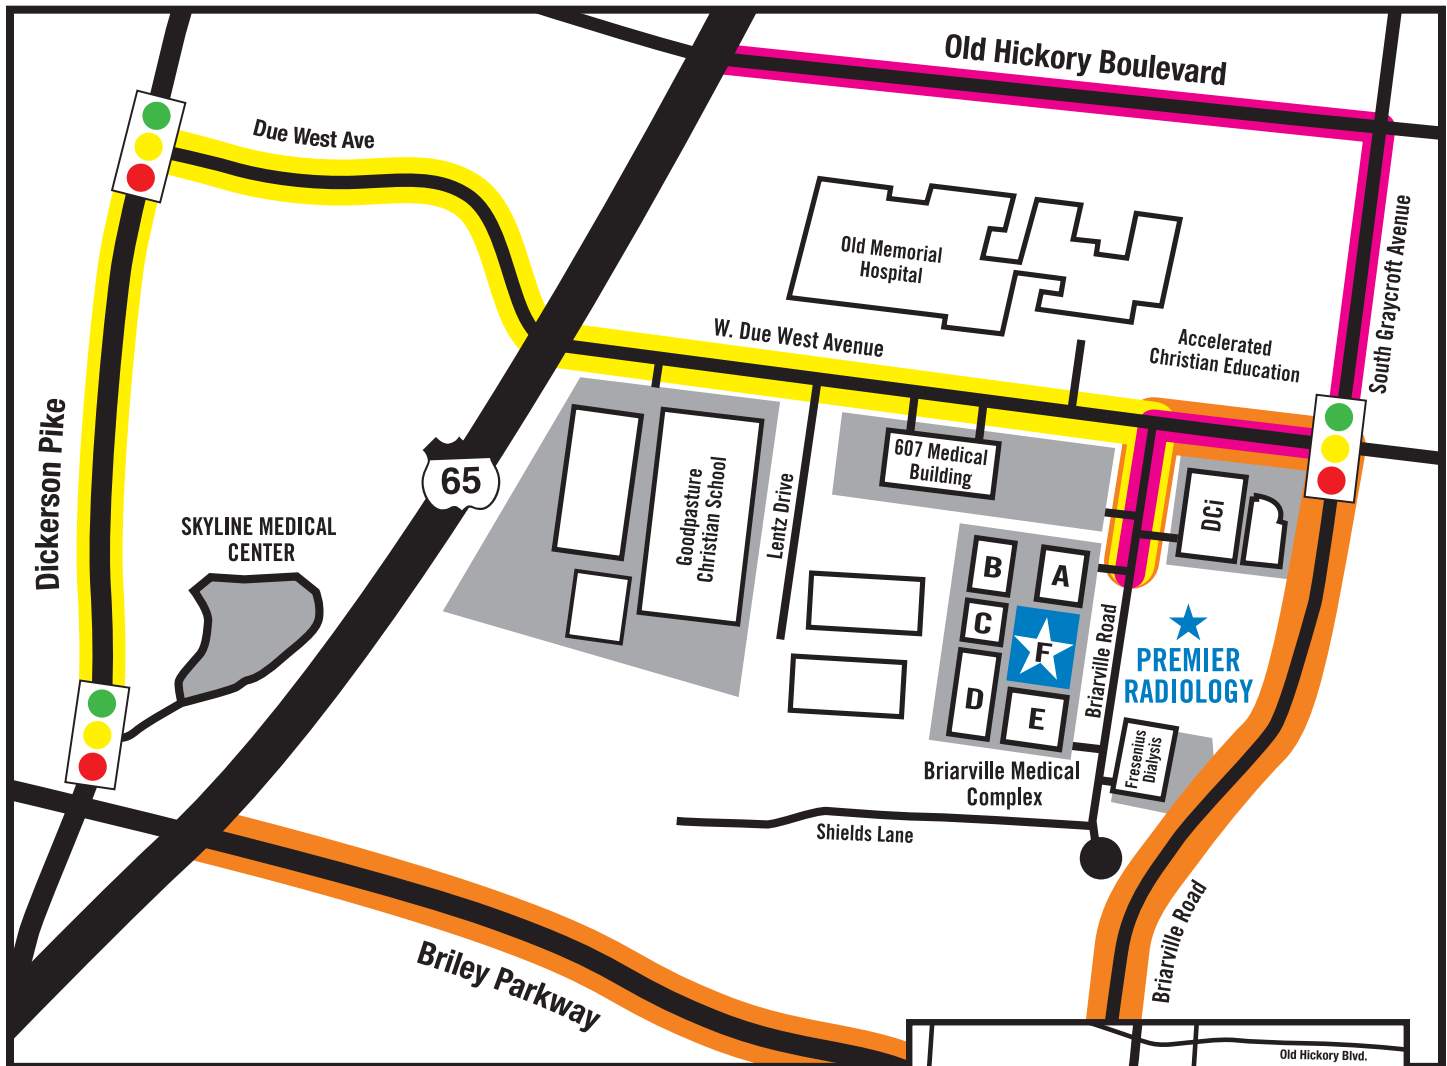 Old Hickory Boulevard
Due West Ave
South Graycroft Avenue
Old Memorial
Hospital
W. Due West Avenue
Accelerated
Christian Education
Dickerson Pike
65
607 Medical
Building
Goodpasture
Christian School
Lentz Drive
DCi
SKYLINE MEDICAL
CENTER
B
A
C
F
D
E
Briarville Road
PREMIER
RADIOLOGY
Fresenius
Dialysis
Briarville Medical
Complex
Shields Lane
Briarville Road
Briley Parkway
Old Hickory Blvd.